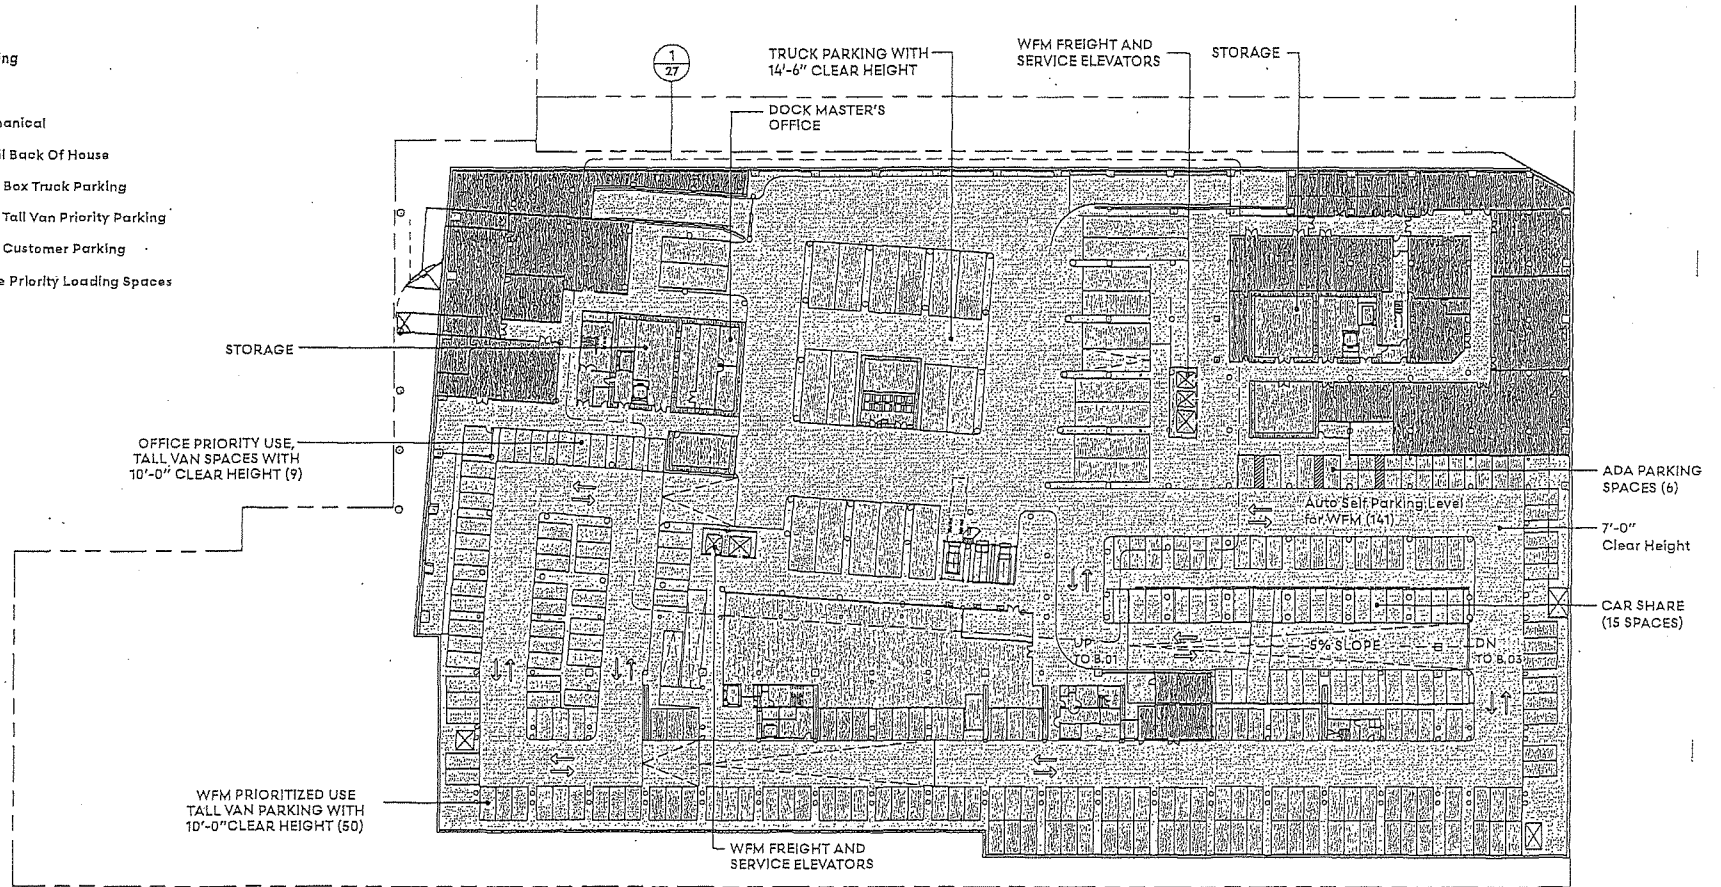 ng
hanical
il Back Of House
Box Truck Parking
Tall Van Priority Parking
Customer Parking
e Priority Loading Spaces
1
27
TRUCK PARKING WITH
14'-6" CLEAR HEIGHT
DOCK MASTER'S
OFFICE
WFM FREIGHT AND
SERVICE ELEVATORS
STORAGE
STORAGE
OFFICE PRIORITY USE,
TALL VAN SPACES WITH
10'-0" CLEAR HEIGHT (9)
ADA PARKING
SPACES (6)
Auto Self Parking Level
for WFM (141)
7'-0"
Clear Height
CAR SHARE
(15 SPACES)
UP
TO B.01
5% SLOPE
DN
TO B.03
WFM PRIORITIZED USE
TALL VAN PARKING WITH
10'-0" CLEAR HEIGHT (50)
WFM FREIGHT AND
SERVICE ELEVATORS